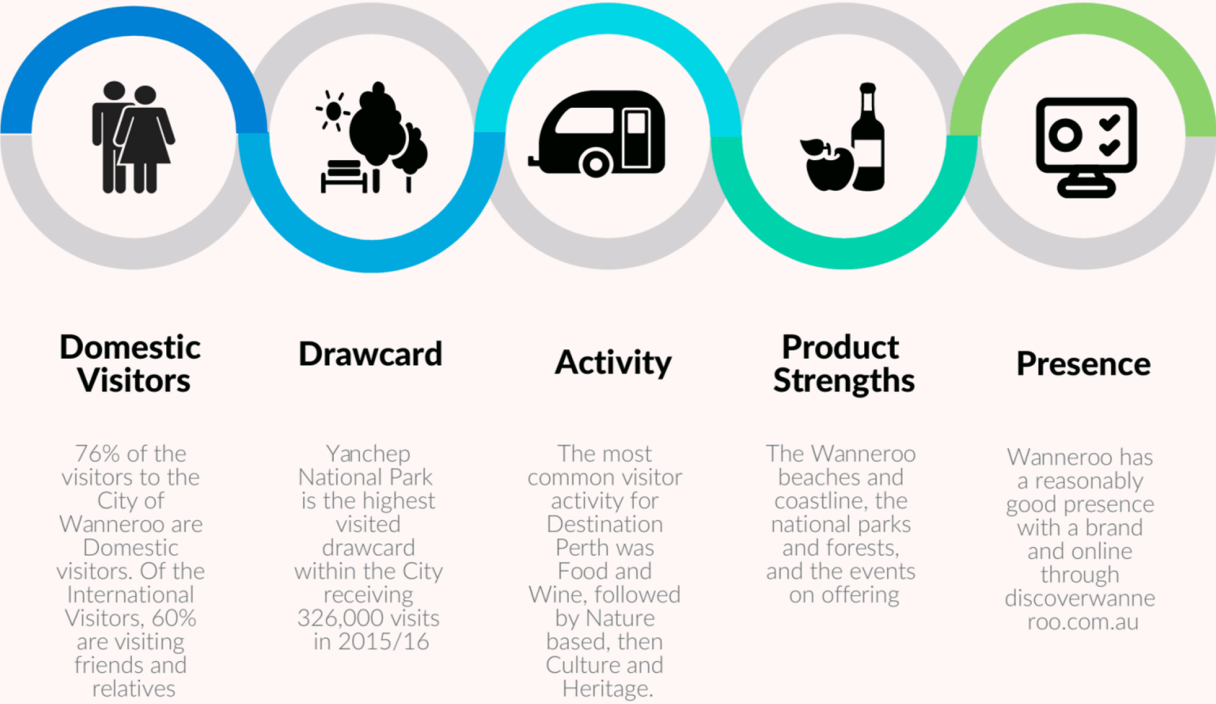 Domestic
Visitors
76% of the
visitors to the
City of
Wanneroo are
Domestic
visitors. Of the
International
Visitors, 60%
are visiting
friends and
relatives
Drawcard
Yanchep
National Park
is the highest
visited
drawcard
within the City
receiving
326,000 visits
in 2015/16
Activity
The most
common visitor
activity for
Destination
Perth was
Food and
Wine, followed
by Nature
based, then
Culture and
Heritage.
Product
Strengths
The Wanneroo
beaches and
coastline, the
national parks
and forests,
and the events
on offering
Presence
Wanneroo has
a reasonably
good presence
with a brand
and online
through
discoverwanne
roo.com.au